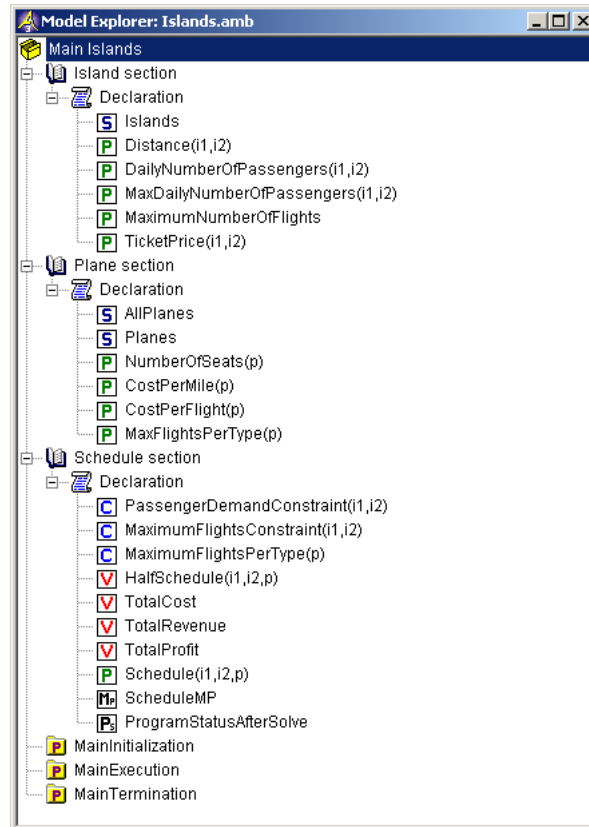 Model Explorer: Islands.amb
Main Islands
Island section
Declaration
S Islands
P Distance(i1,i2)
P DailyNumberOfPassengers(i1,i2)
P MaxDailyNumberOfPassengers(i1,i2)
P MaximumNumberOfFlights
P TicketPrice(i1,i2)
Plane section
Declaration
S AllPlanes
S Planes
P NumberOfSeats(p)
P CostPerMile(p)
P CostPerFlight(p)
P MaxFlightsPerType(p)
Schedule section
Declaration
C PassengerDemandConstraint(i1,i2)
C MaximumFlightsConstraint(i1,i2)
C MaximumFlightsPerType(p)
V HalfSchedule(i1,i2,p)
V TotalCost
V TotalRevenue
V TotalProfit
P Schedule(i1,i2,p)
MP ScheduleMP
PS ProgramStatusAfterSolve
P MainInitialization
P MainExecution
P MainTermination